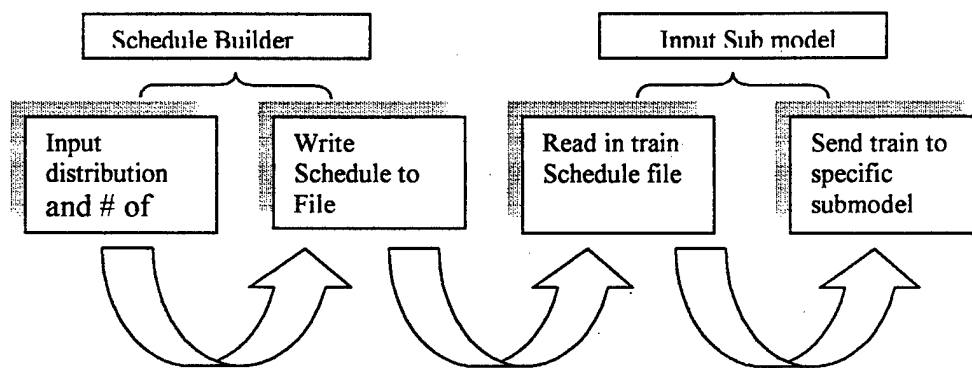 Schedule Builder
Input Sub model
Input
distribution
and # of
Write
Schedule to
File
Read in train
Schedule file
Send train to
specific
submodel